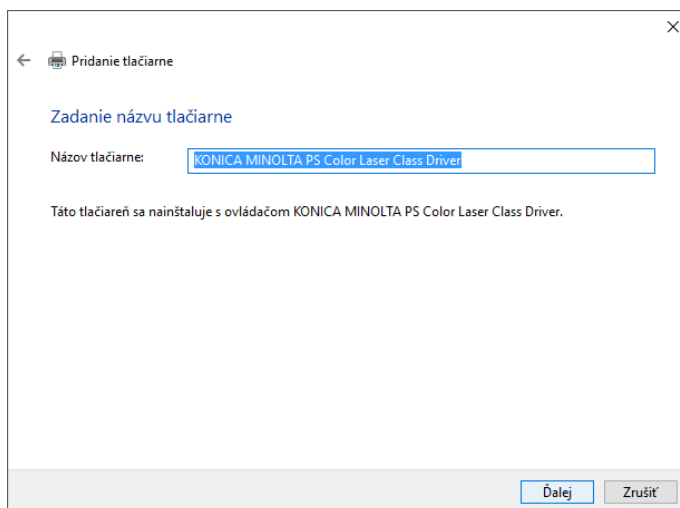 Pridanie tlačiarne
Zadanie názvu tlačiarne
Názov tlačiarne: KONICA MINOLTA PS Color Laser Class Driver
Táto tlačiareň sa nainštaluje s ovládačom KONICA MINOLTA PS Color Laser Class Driver.
Ďalej Zrušiť